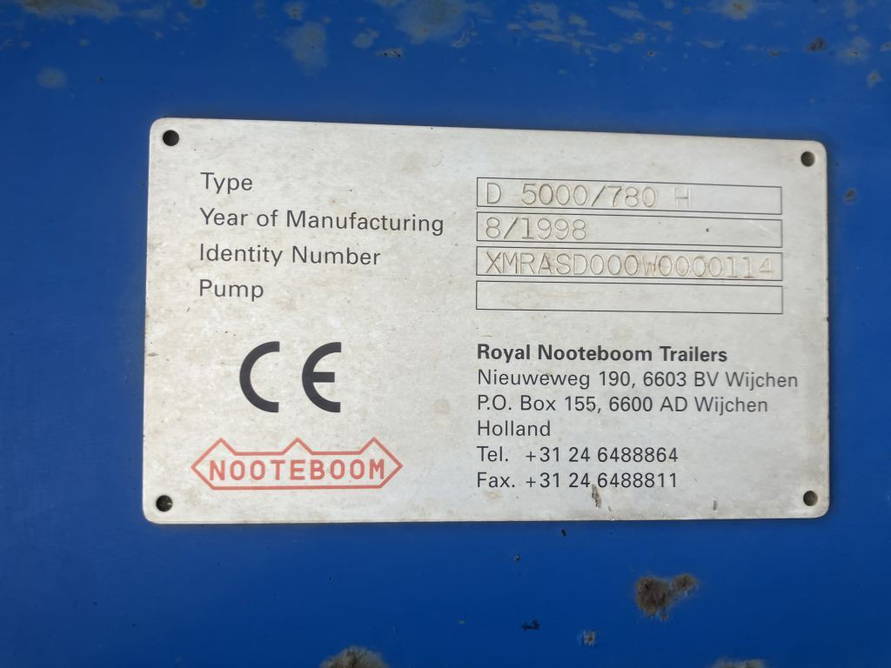 Type D 5000/780 H
Year of Manufacturing 8/1998
Identity Number XMRASD000W0000114
Pump
CE
Royal Nooteboom Trailers
Nieuweweg 190, 6603 BV Wijchen
P.O. Box 155, 6600 AD Wijchen
Holland
Tel. +31 24 6488864
Fax. +31 24 6488811
NOOTEBOOM